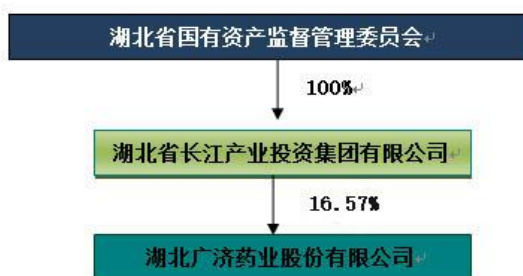 湖北省国有资产监督管理委员会
100%
湖北省长江产业投资集团有限公司
16.57%
湖北广济药业股份有限公司